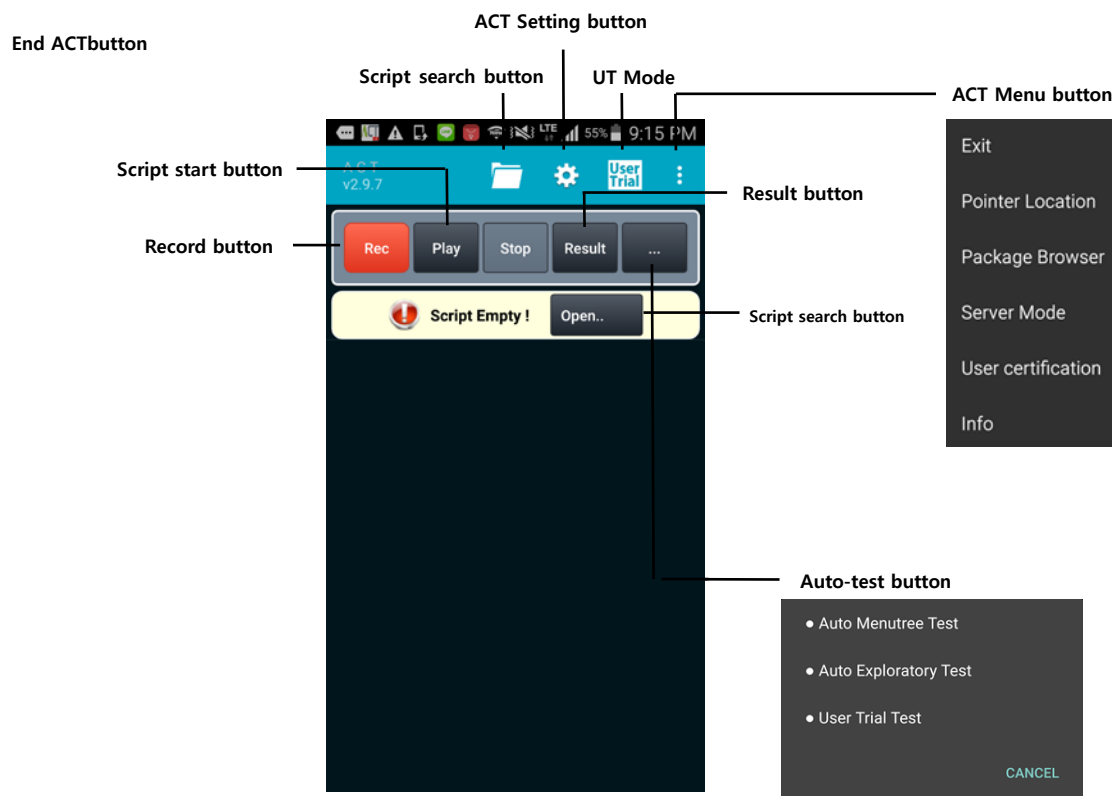 ACT Setting button
End ACTbutton
Script search button
UT Mode
ACT Menu button
LTE 55% 9:15 PM
A C T
v2.9.7
User
Trial
Script start button
Result button
Record button
Rec
Play
Stop
Result
...
Script Empty !
Open..
Script search button
Exit
Pointer Location
Package Browser
Server Mode
User certification
Info
Auto-test button
● Auto Menutree Test
● Auto Exploratory Test
● User Trial Test
CANCEL